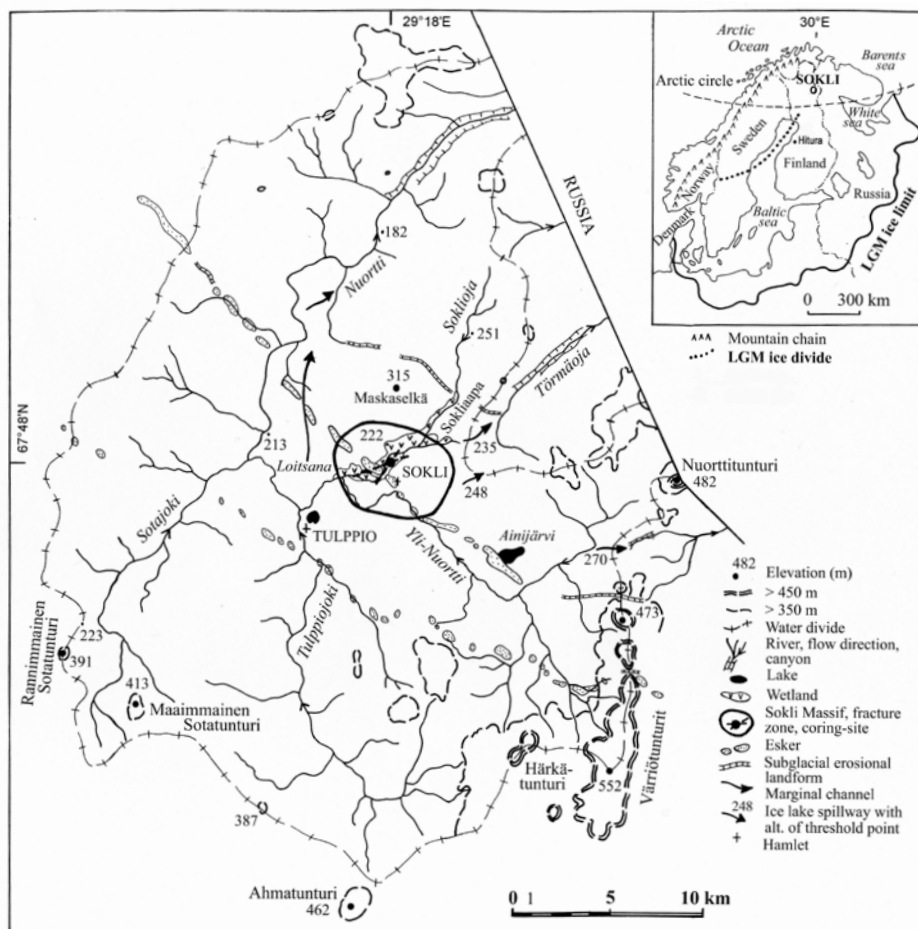 29°18'E
67°48'N
RUSSIA
182
Nuortti
Soklioja
251
315
Maskaselkä
Törmäoja
Sokliaapa
222
213
235
Loitsana
SOKLI
248
Nuorttitunturi
482
Sotajoki
TULPPIO
Ainijärvi
Yli-Nuortti
270
473
Tulppiojoki
223
391
Rannimmainen
Sotatunturi
413
Maaimmainen
Sotatunturi
Härkä-
tunturi
552
Värriötunturit
387
Ahmatunturi
462
0 1 5 10 km
30°E
Arctic
Ocean
Barents
sea
SOKLI
Arctic circle
White
sea
Sweden
Hitura
Finland
Norway
Russia
Denmark
Baltic
sea
LGM ice limit
0 300 km
Mountain chain
LGM ice divide
482
Elevation (m)
> 450 m
> 350 m
Water divide
River, flow direction,
canyon
Lake
Wetland
Sokli Massif, fracture
zone, coring-site
Esker
Subglacial erosional
landform
Marginal channel
248
Ice lake spillway with
alt. of threshold point
Hamlet